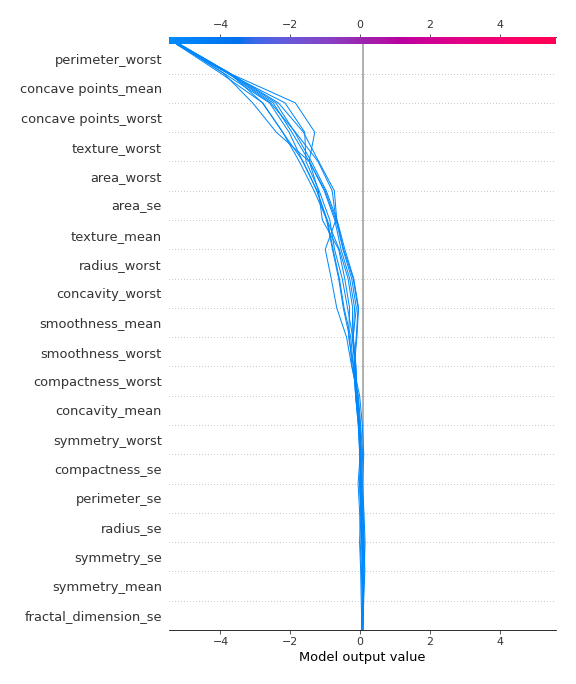 −4 −2 0 2 4
perimeter_worst
concave points_mean
concave points_worst
texture_worst
area_worst
area_se
texture_mean
radius_worst
concavity_worst
smoothness_mean
smoothness_worst
compactness_worst
concavity_mean
symmetry_worst
compactness_se
perimeter_se
radius_se
symmetry_se
symmetry_mean
fractal_dimension_se
−4 −2 0 2 4
Model output value